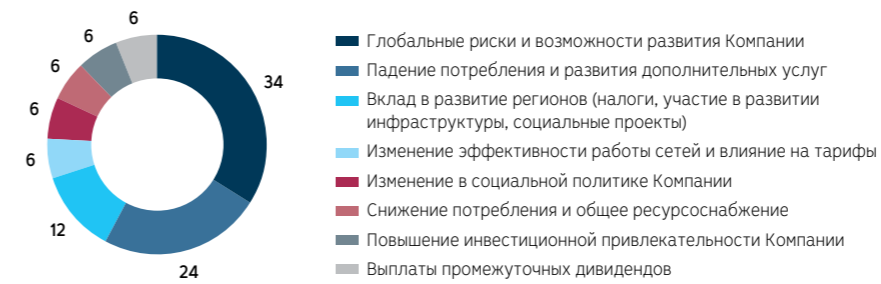 6
6
6
6
6
12
24
34
Глобальные риски и возможности развития Компании
Падение потребления и развития дополнительных услуг
Вклад в развитие регионов (налоги, участие в развитии
инфраструктуры, социальные проекты)
Изменение эффективности работы сетей и влияние на тарифы
Изменение в социальной политике Компании
Снижение потребления и общее ресурсоснабжение
Повышение инвестиционной привлекательности Компании
Выплаты промежуточных дивидендов